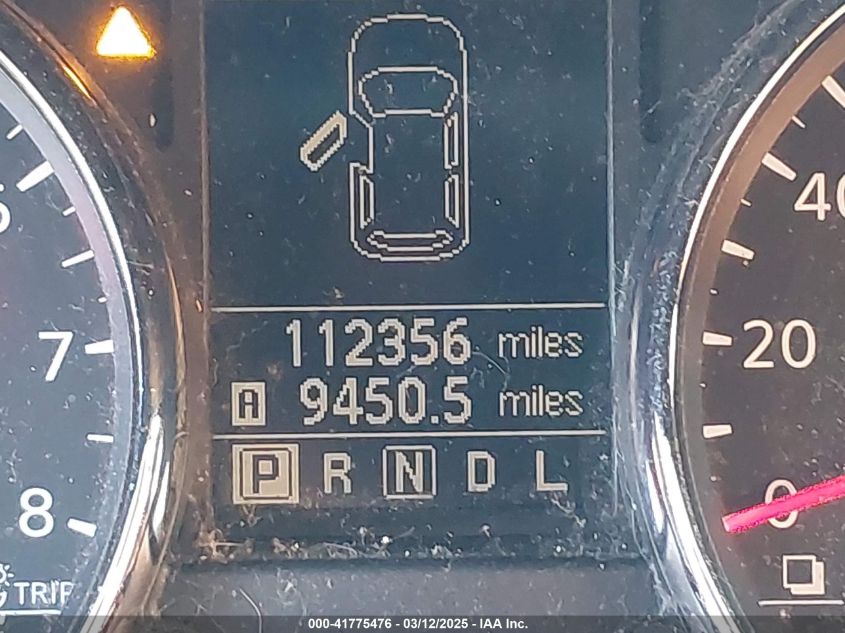 112356 miles
A 9450.5 miles
P R N D L
7
8
TRIP
40
20
0
000-41775476 - 03/12/2025 - IAA Inc.